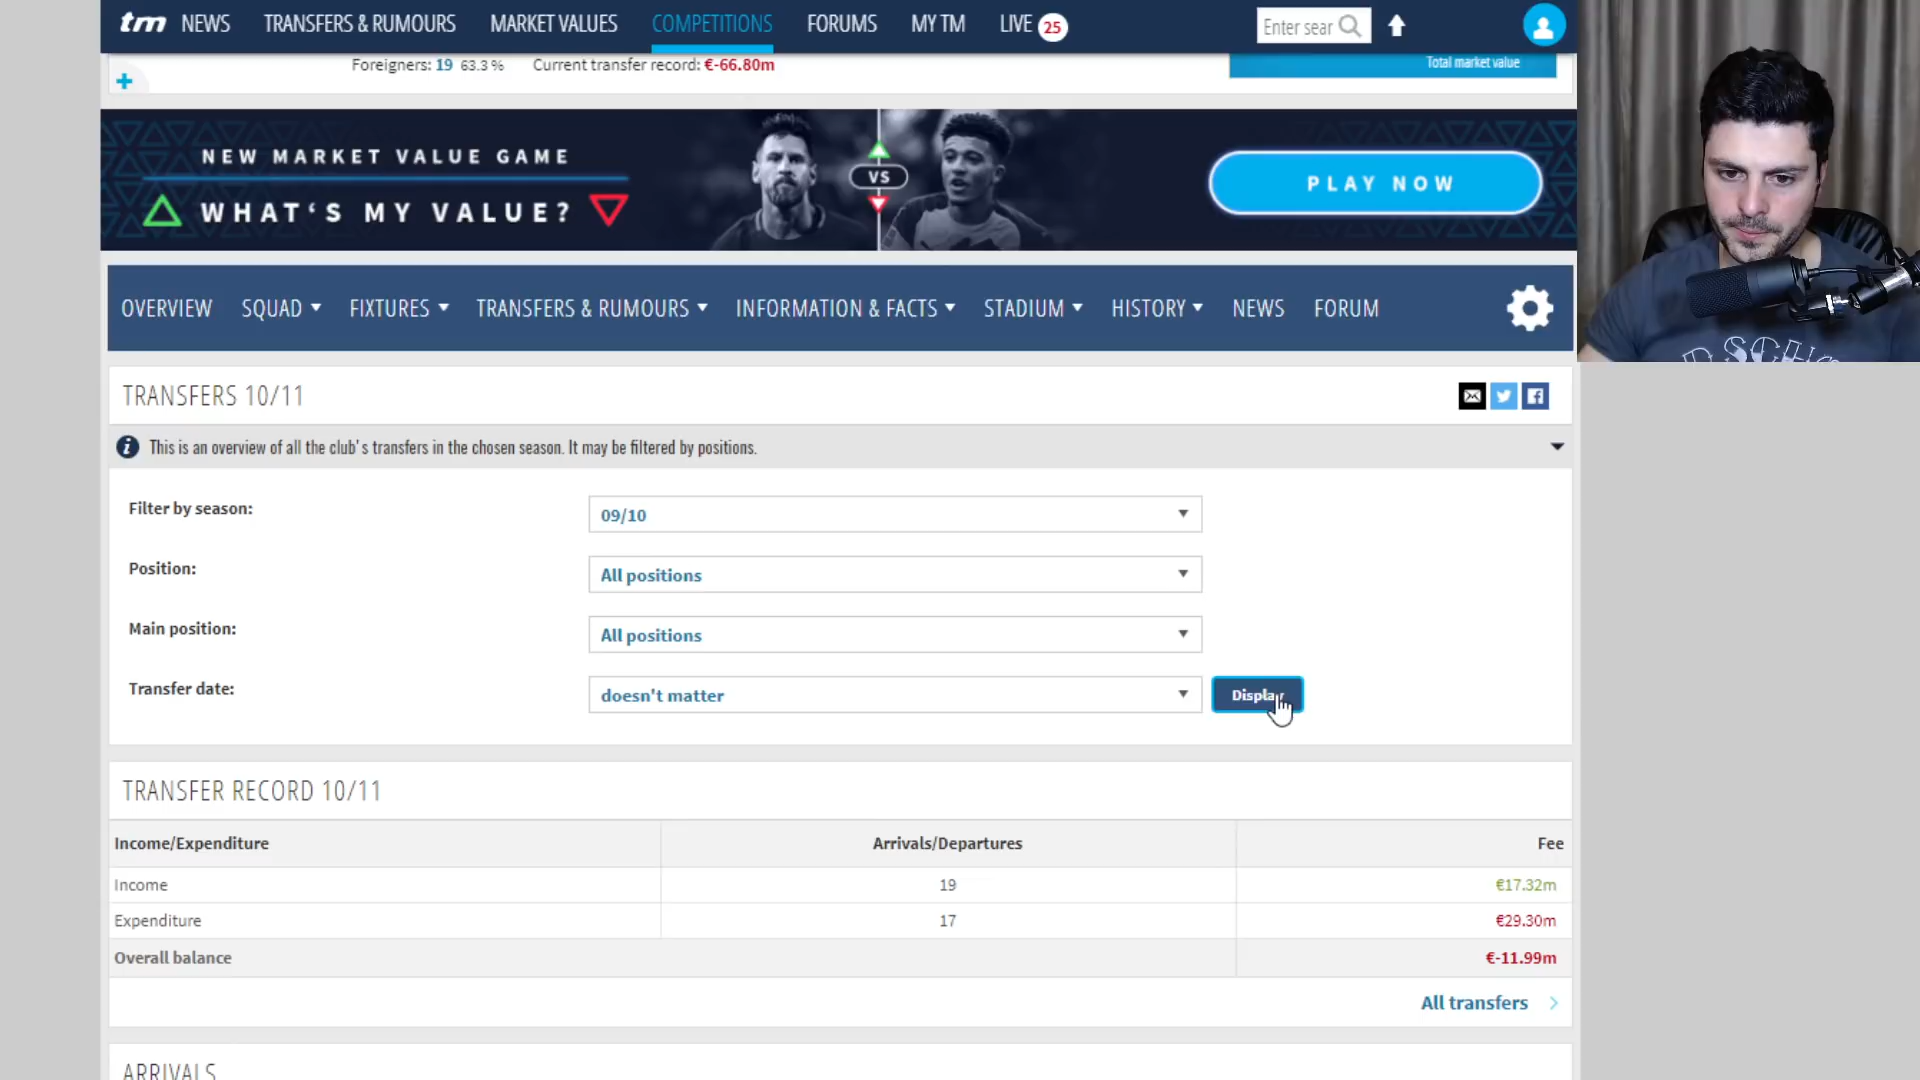 tm NEWS TRANSFERS & RUMOURS MARKET VALUES COMPETITIONS FORUMS MY TM LIVE 25 Enter sear
Foreigners: 19 63.3 % Current transfer record: €-66.80m Total market value
NEW MARKET VALUE GAME
WHAT'S MY VALUE?
VS
PLAY NOW
OVERVIEW SQUAD FIXTURES TRANSFERS & RUMOURS INFORMATION & FACTS STADIUM HISTORY NEWS FORUM
TRANSFERS 10/11
This is an overview of all the club's transfers in the chosen season. It may be filtered by positions.
Filter by season: 09/10
Position: All positions
Main position: All positions
Transfer date: doesn't matter Display
TRANSFER RECORD 10/11
Income/Expenditure Arrivals/Departures Fee
Income 19 €17.32m
Expenditure 17 €29.30m
Overall balance €-11.99m
All transfers
ARRIVALS